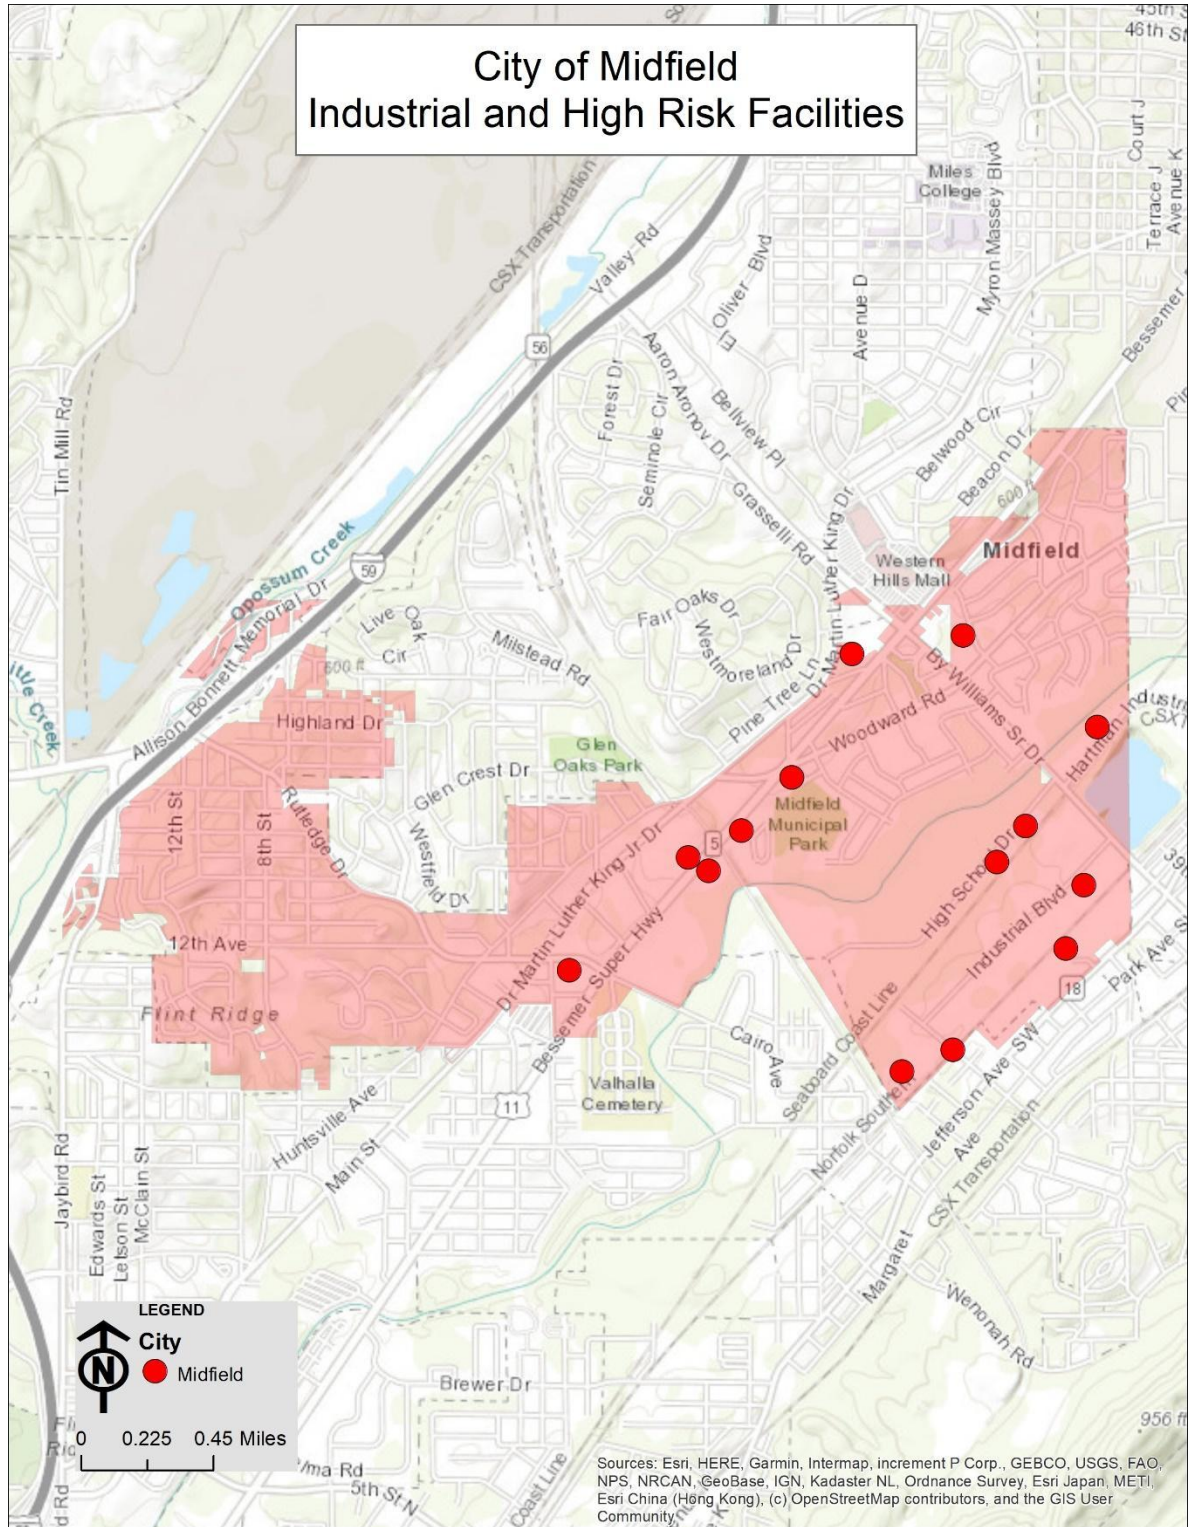 45th S
46th St
City of Midfield
Industrial and High Risk Facilities
Court J
Avenue K
Terrace J
Miles
College
Myron Massey Blvd
CSX Transportation
Valley Rd
El Oliver Blvd
Avenue D
Bessemer
56
Aaron Aronov Dr
Forest Dr
Bellview Pl
Seminole Cir
Tin Mill Rd
Belwood Cir
Beacon Dr
600 ft
Grasselli Rd
Dr Martin Luther King Dr
Midfield
Western
Hills Mall
Opossum Creek
59
Allison Bonnett Memorial Dr
Live Oak
Cir
Fair Oaks Dr
Westmoreland Dr
Milstead Rd
600 ft
Pine Tree Ln
By Williams Sr Dr
Woodward Rd
ittle Creek
Highland Dr
Hartman In
dustri
CSXT
Glen
Oaks Park
Glen Crest Dr
12th St
8th St
Rutledge Dr
Westfield Dr
Midfield
Municipal
Park
5
Dr Martin Luther King Jr Dr
High School Dr
39th
Industrial Blvd
12th Ave
Bessemer Super Hwy
Park Ave S
18
Flint Ridge
Seaboard Coast Line
Cairo
Ave
Valhalla
Cemetery
11
Jefferson Ave SW
Norfolk Southern
Huntsville Ave
Main St
Ave
CSX Transportation
Jaybird Rd
Edwards St
Letson St
McClain St
Margaret
Wenonah Rd
LEGEND
City
N
Midfield
0 0.225 0.45 Miles
Brewer Dr
956 ft
5th St N
Coast Line
d Rd
Sources: Esri, HERE, Garmin, Intermap, increment P Corp., GEBCO, USGS, FAO,
NPS, NRCAN, GeoBase, IGN, Kadaster NL, Ordnance Survey, Esri Japan, METI,
Esri China (Hong Kong), (c) OpenStreetMap contributors, and the GIS User
Community